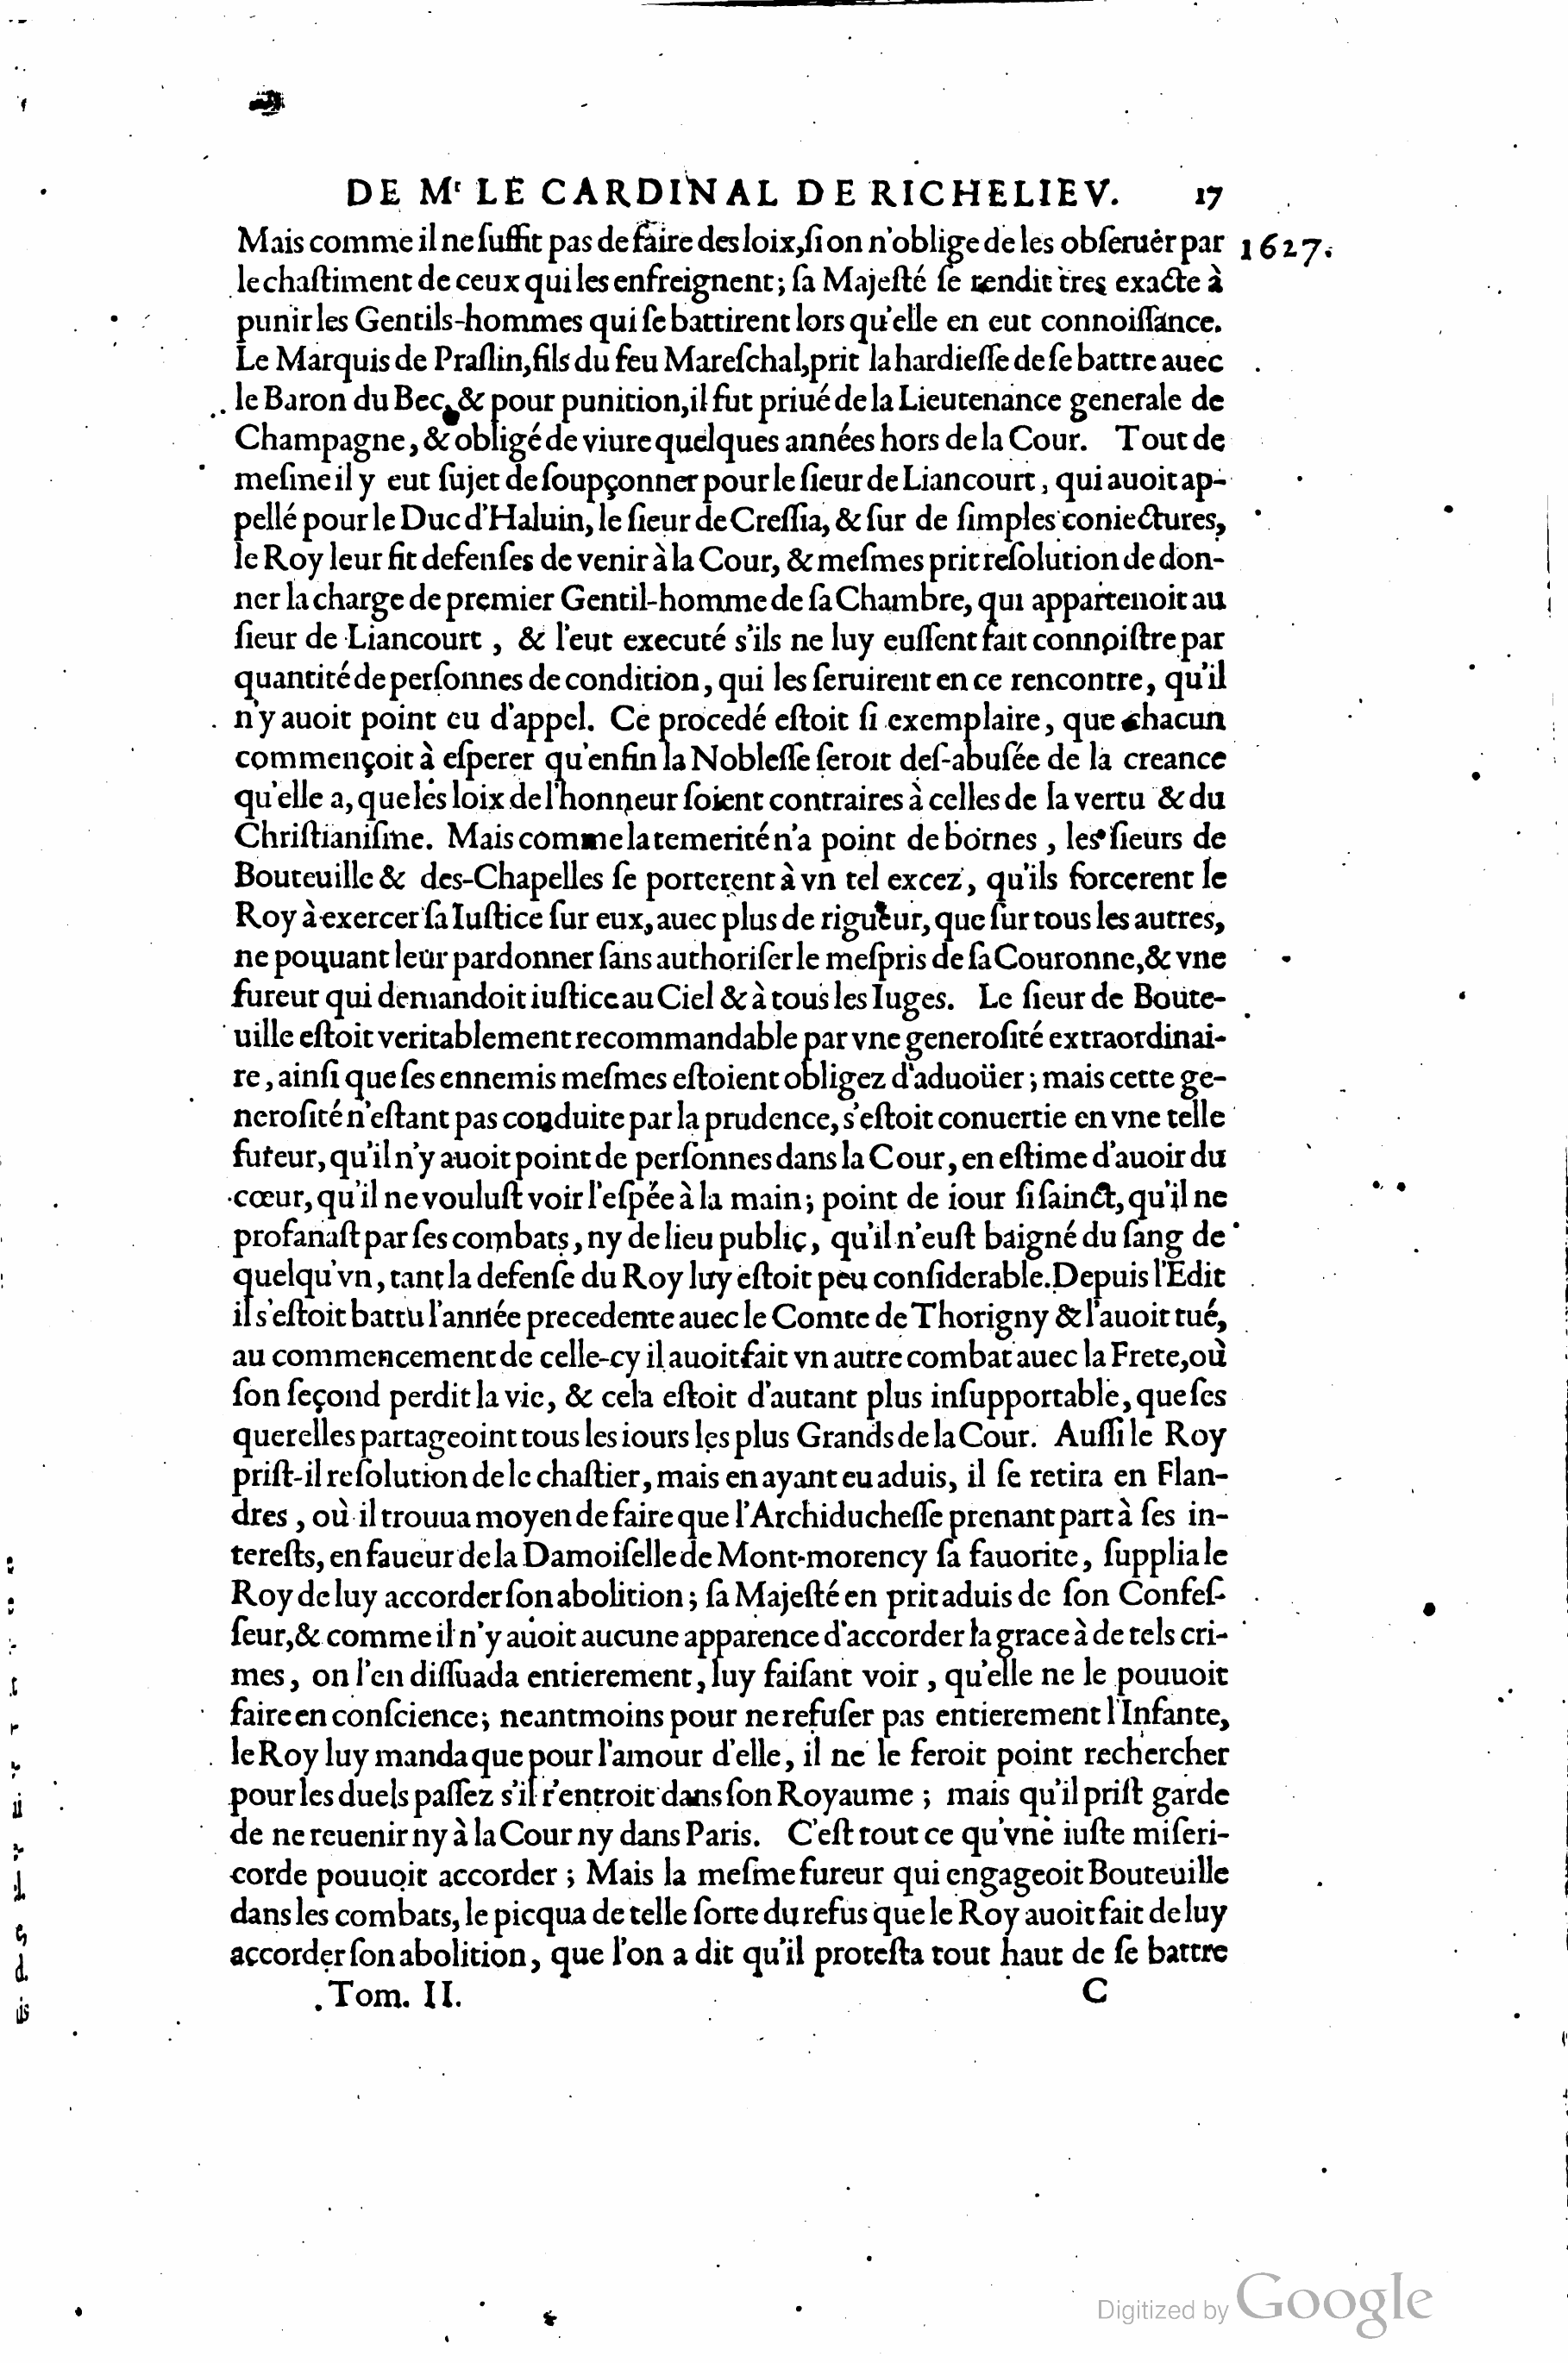 DE Mr LE CARDINAL DE RICHELIEV. 17
Mais comme il ne ſuffit pas de faire des loix, ſi on n'oblige de les obſeruer par 1627.
le chaſtiment de ceux qui les enfreignent; ſa Majeſté ſe rendit tres exacte à
punir les Gentils-hommes qui ſe battirent lors qu'elle en eut connoiſſance.
Le Marquis de Praſlin, fils du feu Mareſchal, prit la hardieſſe de ſe battre auec
le Baron du Bec, & pour punition, il fut priué de la Lieutenance generale de
Champagne, & obligé de viure quelques années hors de la Cour. Tout de
meſme il y eut ſujet de ſoupçonner pour le ſieur de Liancourt, qui auoit ap-
pellé pour le Duc d'Haluin, le ſieur de Creſſia, & ſur de ſimples coniectures,
le Roy leur fit defenſes de venir à la Cour, & meſmes prit reſolution de don-
ner la charge de premier Gentil-homme de ſa Chambre, qui appartenoit au
ſieur de Liancourt, & l'eut executé s'ils ne luy euſſent fait connoiſtre par
quantité de perſonnes de condition, qui les ſeruirent en ce rencontre, qu'il
n'y auoit point eu d'appel. Ce procedé eſtoit ſi exemplaire, que chacun
commençoit à eſperer qu'enfin la Nobleſſe ſeroit deſ-abuſée de la creance
qu'elle a, que les loix de l'honneur ſoient contraires à celles de la vertu & du
Chriſtianiſme. Mais comme la temerité n'a point de bornes, les ſieurs de
Bouteuille & des-Chapelles ſe porterent à vn tel excez, qu'ils forcerent le
Roy à exercer ſa Iuſtice ſur eux, auec plus de rigueur, que ſur tous les autres,
ne pouuant leur pardonner ſans authoriſer le meſpris de ſa Couronne, & vne
fureur qui demandoit iuſtice au Ciel & à tous les Iuges. Le ſieur de Boute-
uille eſtoit veritablement recommandable par vne generoſité extraordinai-
re, ainſi que ſes ennemis meſmes eſtoient obligez d'aduoüer; mais cette ge-
neroſité n'eſtant pas conduite par la prudence, s'eſtoit conuertie en vne telle
futeur, qu'il n'y auoit point de perſonnes dans la Cour, en eſtime d'auoir du
cœur, qu'il ne vouluſt voir l'eſpée à la main; point de iour ſi ſainct, qu'il ne
profanaſt par ſes combats, ny de lieu public, qu'il n'euſt baigné du ſang de
quelqu'vn, tant la defenſe du Roy luy eſtoit peu conſiderable. Depuis l'Edit
il s'eſtoit battu l'année precedente auec le Comte de Thorigny & l'auoit tué,
au commencement de celle-cy il auoit fait vn autre combat auec la Frete, où
ſon ſeçond perdit la vie, & cela eſtoit d'autant plus inſupportable, que ſes
querelles partageoint tous les iours les plus Grands de la Cour. Auſſi le Roy
priſt-il reſolution de le chaſtier, mais en ayant eu aduis, il ſe retira en Flan-
dres, où il trouua moyen de faire que l'Archiducheſſe prenant part à ſes in-
tereſts, en faueur de la Damoiſelle de Mont-morency ſa fauorite, ſupplia le
Roy de luy accorder ſon abolition; ſa Majeſté en prit aduis de ſon Confeſ-
ſeur, & comme il n'y auoit aucune apparence d'accorder la grace à de tels cri-
mes, on l'en diſſuada entierement, luy faiſant voir, qu'elle ne le pouuoit
faire en conſcience; neantmoins pour ne refuſer pas entierement l'Infante,
le Roy luy manda que pour l'amour d'elle, il ne le feroit point rechercher
pour les duels paſſez s'il r'entroit dans ſon Royaume; mais qu'il priſt garde
de ne reuenir ny à la Cour ny dans Paris. C'eſt tout ce qu'vne iuſte miſeri-
corde pouuoit accorder; Mais la meſme fureur qui engageoit Bouteuille
dans les combats, le picqua de telle ſorte du refus que le Roy auoit fait de luy
accorder ſon abolition, que l'on a dit qu'il proteſta tout haut de ſe battre
Tom. II. C
Digitized by Google